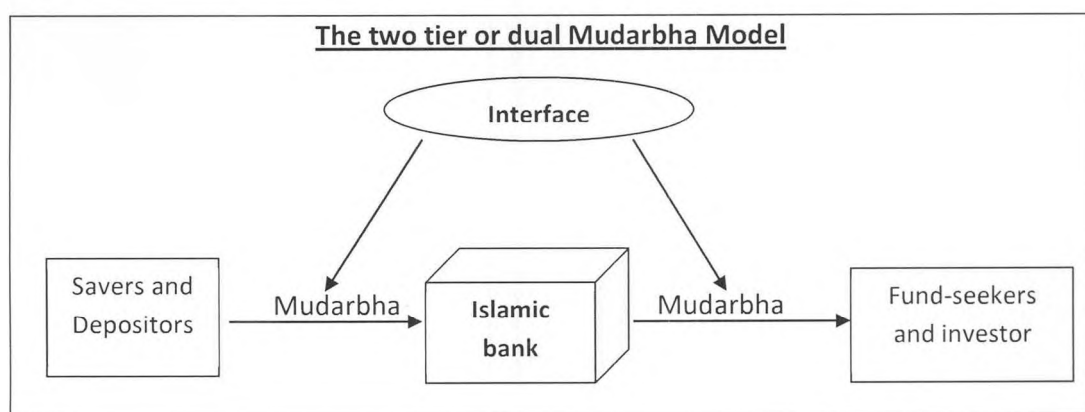 The two tier or dual Mudarbha Model
Interface
Savers and
Depositors
Mudarbha
Islamic
bank
Mudarbha
Fund-seekers
and investor